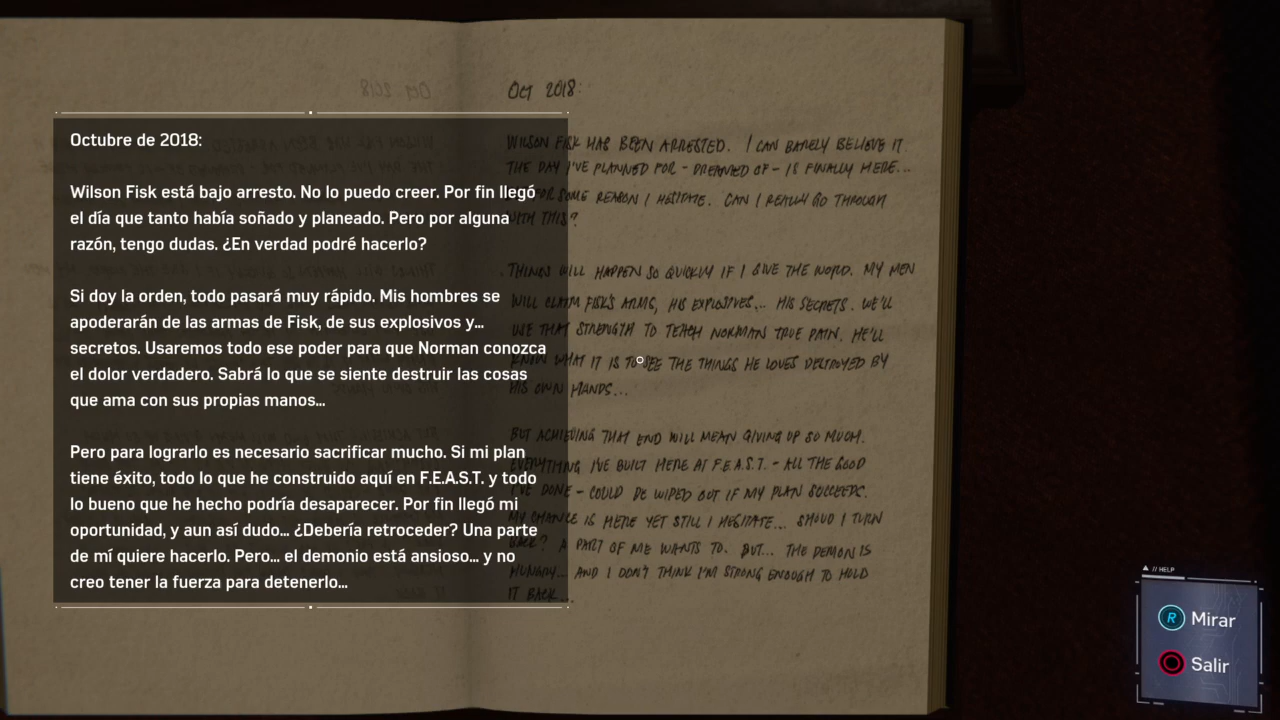 Octubre de 2018:
Wilson Fisk está bajo arresto. No lo puedo creer. Por fin llegó
el día que tanto había soñado y planeado. Pero por alguna
razón, tengo dudas. ¿En verdad podré hacerlo?
Si doy la orden, todo pasará muy rápido. Mis hombres se
apoderarán de las armas de Fisk, de sus explosivos y...
secretos. Usaremos todo ese poder para que Norman conozca
el dolor verdadero. Sabrá lo que se siente destruir las cosas
que ama con sus propias manos...
Pero para lograrlo es necesario sacrificar mucho. Si mi plan
tiene éxito, todo lo que he construido aquí en F.E.A.S.T. y todo
lo bueno que he hecho podría desaparecer. Por fin llegó mi
oportunidad, y aun así dudo... ¿Debería retroceder? Una parte
de mí quiere hacerlo. Pero... el demonio está ansioso... y no
creo tener la fuerza para detenerlo...
OCT 2018:
WILSON FISK HAS BEEN ARRESTED. I CAN BARELY BELIEVE IT.
THE DAY I'VE PLANNED FOR - DREAMED OF - IS FINALLY HERE...
FOR SOME REASON I HESITATE. CAN I REALLY GO THROUGH
WITH THIS?
THINGS WILL HAPPEN SO QUICKLY IF I GIVE THE WORD. MY MEN
WILL CLAIM FISK'S ARMS, HIS EXPLOSIVES... HIS SECRETS. WE'LL
USE THAT STRENGTH TO TEACH NORMAN TRUE PAIN. HE'LL
KNOW WHAT IT IS TO SEE THE THINGS HE LOVES DESTROYED BY
HIS OWN HANDS...
BUT ACHIEVING THAT END WILL MEAN GIVING UP SO MUCH.
EVERYTHING I'VE BUILT HERE AT F.E.A.S.T. - ALL THE GOOD
I'VE DONE - COULD BE WIPED OUT IF MY PLAN SUCCEEDS.
MY CHANCE IS HERE YET STILL I HESITATE... SHOUD I TURN
BACK? A PART OF ME WANTS TO. BUT... THE DEMON IS
HUNGRY... AND I DON'T THINK I'M STRONG ENOUGH TO HOLD
IT BACK...
// HELP
R Mirar
Salir